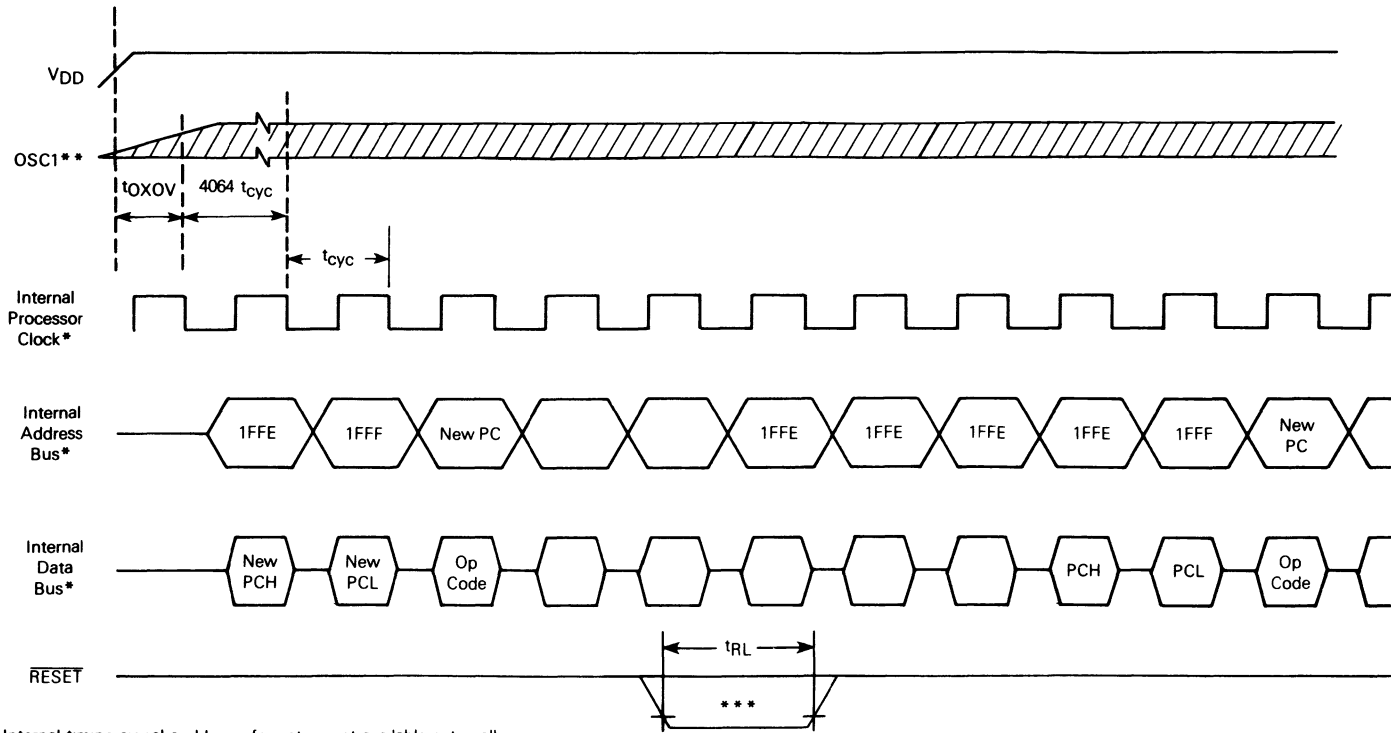 VDD
OSC1**
tOXOV
4064 tcyc
tcyc
Internal
Processor
Clock*
Internal
Address
Bus*
1FFE
1FFF
New PC
1FFE
1FFE
1FFE
1FFE
1FFF
New
PC
Internal
Data
Bus*
New
PCH
New
PCL
Op
Code
PCH
PCL
Op
Code
tRL
RESET
***